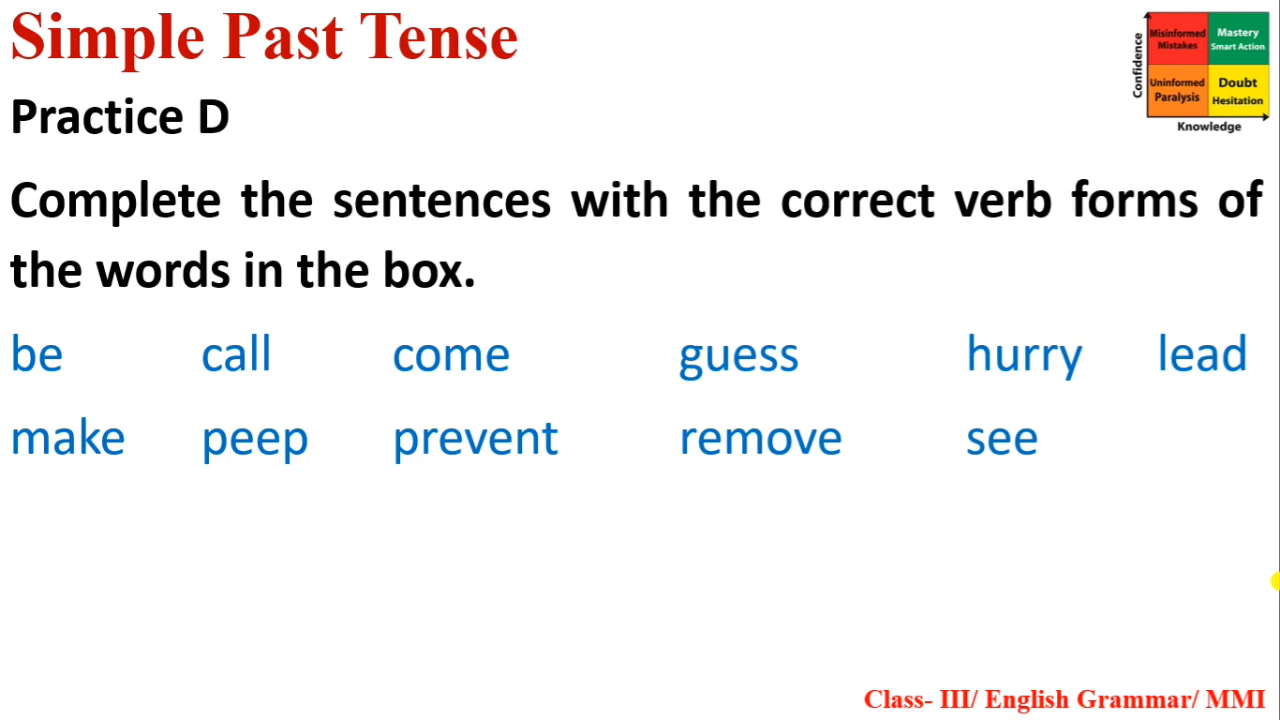 Simple Past Tense
Practice D
Complete the sentences with the correct verb forms of
the words in the box.
be call come guess hurry lead
make peep prevent remove see
Confidence
Misinformed
Mistakes
Mastery
Smart Action
Uninformed
Paralysis
Doubt
Hesitation
Knowledge
Class- III/ English Grammar/ MMI